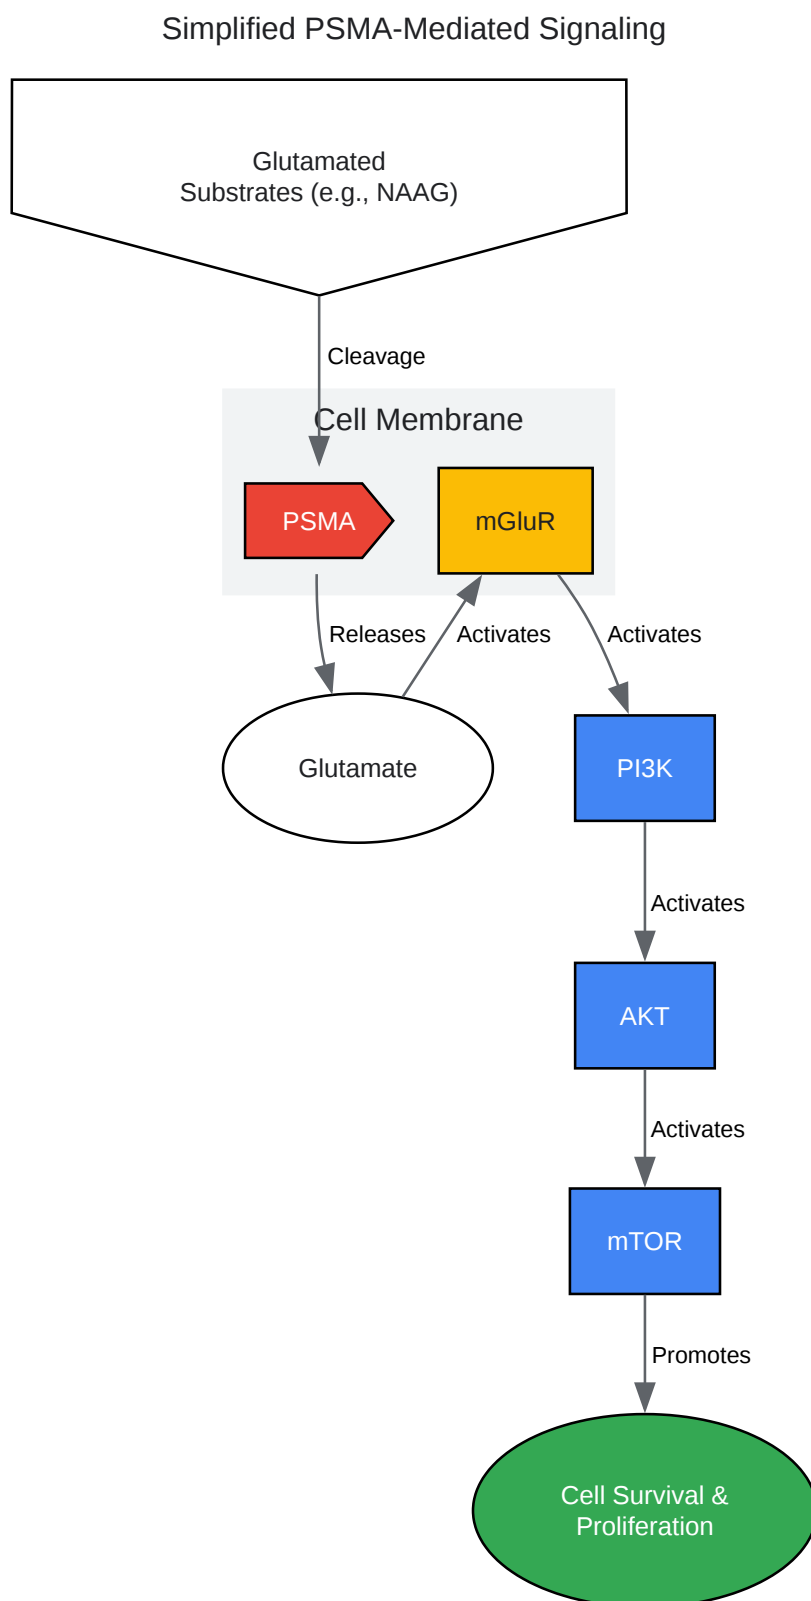 Simplified PSMA-Mediated Signaling
Glutamated
Substrates (e.g., NAAG)
Cleavage
Cell Membrane
PSMA
mGluR
Releases
Activates
Activates
Glutamate
PI3K
Activates
AKT
Activates
mTOR
Promotes
Cell Survival &
Proliferation